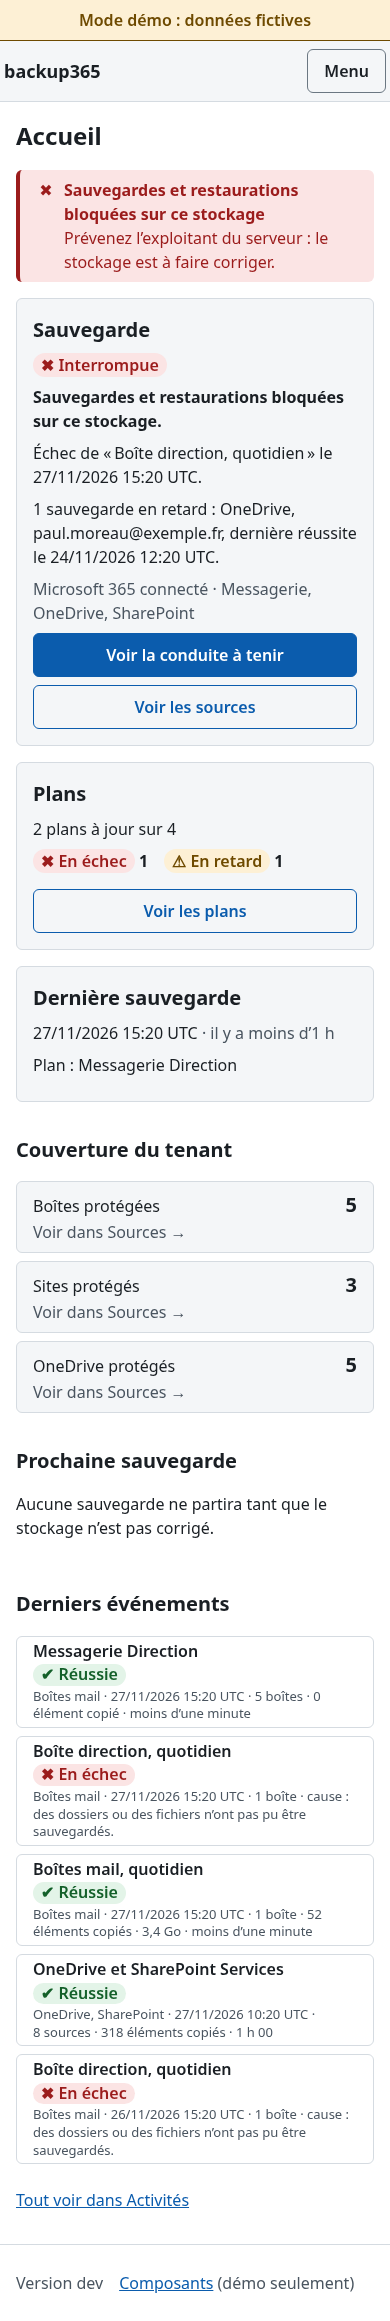 Mode démo : données fictives
backup365
Menu
Accueil
✖ Sauvegardes et restaurations
bloquées sur ce stockage
Prévenez l’exploitant du serveur : le
stockage est à faire corriger.
Sauvegarde
✖ Interrompue
Sauvegardes et restaurations bloquées
sur ce stockage.
Échec de « Boîte direction, quotidien » le
27/11/2026 15:20 UTC.
1 sauvegarde en retard : OneDrive,
paul.moreau@exemple.fr, dernière réussite
le 24/11/2026 12:20 UTC.
Microsoft 365 connecté · Messagerie,
OneDrive, SharePoint
Voir la conduite à tenir
Voir les sources
Plans
2 plans à jour sur 4
✖ En échec 1 ⚠ En retard 1
Voir les plans
Dernière sauvegarde
27/11/2026 15:20 UTC · il y a moins d’1 h
Plan : Messagerie Direction
Couverture du tenant
Boîtes protégées 5
Voir dans Sources →
Sites protégés 3
Voir dans Sources →
OneDrive protégés 5
Voir dans Sources →
Prochaine sauvegarde
Aucune sauvegarde ne partira tant que le
stockage n’est pas corrigé.
Derniers événements
Messagerie Direction
✔ Réussie
Boîtes mail · 27/11/2026 15:20 UTC · 5 boîtes · 0
élément copié · moins d’une minute
Boîte direction, quotidien
✖ En échec
Boîtes mail · 27/11/2026 15:20 UTC · 1 boîte · cause :
des dossiers ou des fichiers n’ont pas pu être
sauvegardés.
Boîtes mail, quotidien
✔ Réussie
Boîtes mail · 27/11/2026 15:20 UTC · 1 boîte · 52
éléments copiés · 3,4 Go · moins d’une minute
OneDrive et SharePoint Services
✔ Réussie
OneDrive, SharePoint · 27/11/2026 10:20 UTC ·
8 sources · 318 éléments copiés · 1 h 00
Boîte direction, quotidien
✖ En échec
Boîtes mail · 26/11/2026 15:20 UTC · 1 boîte · cause :
des dossiers ou des fichiers n’ont pas pu être
sauvegardés.
Tout voir dans Activités
Version dev Composants (démo seulement)